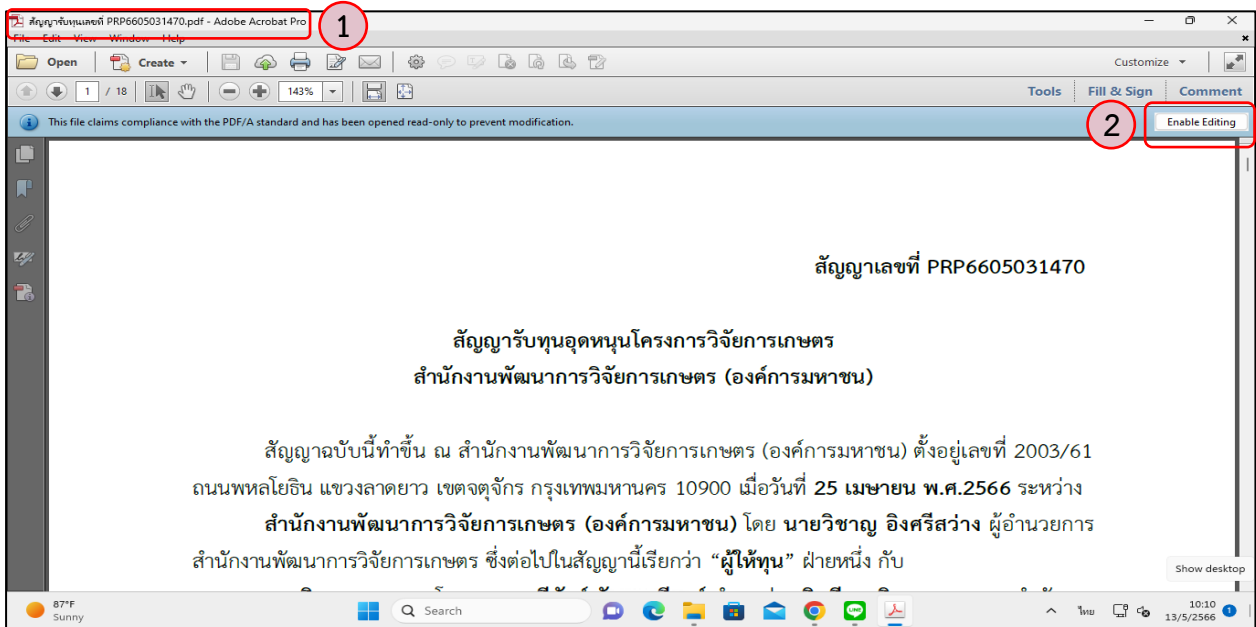 สัญญารับทุนเลขที่ PRP6605031470.pdf - Adobe Acrobat Pro
1
File Edit View Window Help
Open Create Customize
1 / 18 143% Tools Fill & Sign Comment
This file claims compliance with the PDF/A standard and has been opened read-only to prevent modification.
2
Enable Editing
สัญญาเลขที่ PRP6605031470
สัญญารับทุนอุดหนุนโครงการวิจัยการเกษตร
สำนักงานพัฒนาการวิจัยการเกษตร (องค์การมหาชน)
สัญญาฉบับนี้ทำขึ้น ณ สำนักงานพัฒนาการวิจัยการเกษตร (องค์การมหาชน) ตั้งอยู่เลขที่ 2003/61
ถนนพหลโยธิน แขวงลาดยาว เขตจตุจักร กรุงเทพมหานคร 10900 เมื่อวันที่ 25 เมษายน พ.ศ.2566 ระหว่าง
สำนักงานพัฒนาการวิจัยการเกษตร (องค์การมหาชน) โดย นายวิชาญ อิงศรีสว่าง ผู้อำนวยการ
สำนักงานพัฒนาการวิจัยการเกษตร ซึ่งต่อไปในสัญญานี้เรียกว่า “ผู้ให้ทุน” ฝ่ายหนึ่ง กับ
Show desktop
87°F
Sunny
Search
LINE
ไทย
10:10
13/5/2566
1